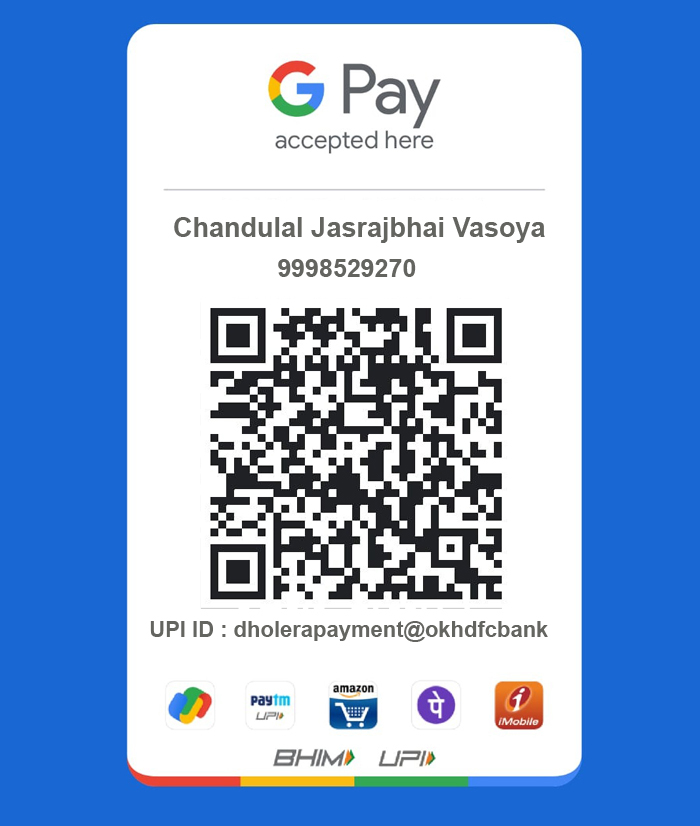 G Pay
accepted here
Chandulal Jasrajbhai Vasoya
9998529270
UPI ID : dholerapayment@okhdfcbank
paytm
UPI
amazon
पे
i
iMobile
BHIM UPI